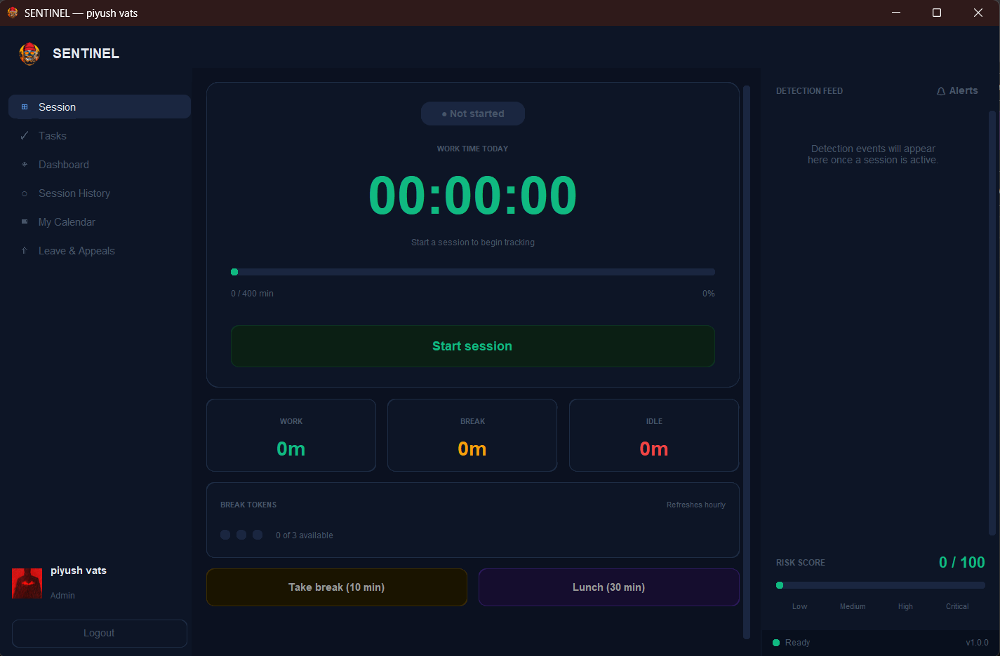 SENTINEL — piyush vats
SENTINEL
Session
Tasks
Dashboard
Session History
My Calendar
Leave & Appeals
piyush vats
Admin
Logout
● Not started
WORK TIME TODAY
00:00:00
Start a session to begin tracking
0 / 400 min
0%
Start session
WORK
0m
BREAK
0m
IDLE
0m
BREAK TOKENS
Refreshes hourly
0 of 3 available
Take break (10 min)
Lunch (30 min)
DETECTION FEED
Alerts
Detection events will appear
here once a session is active.
RISK SCORE
0 / 100
Low
Medium
High
Critical
Ready
v1.0.0